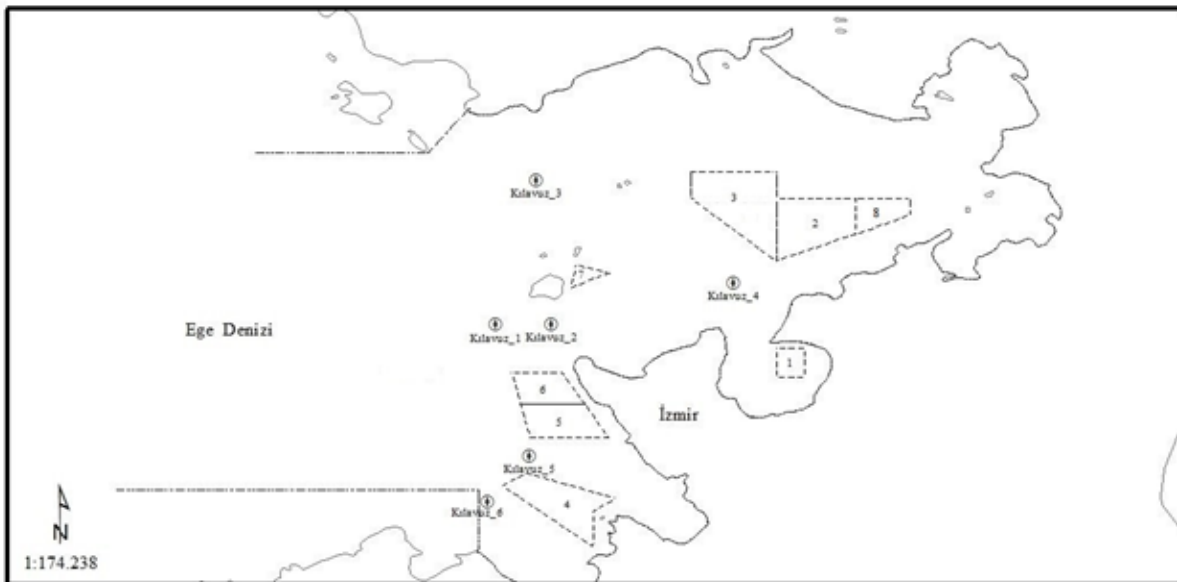 Kılavuz_3
3
2
8
7
Kılavuz_4
Ege Denizi
Kılavuz_1
Kılavuz_2
1
6
İzmir
5
Kılavuz_5
4
Kılavuz_6
N
1:174.238